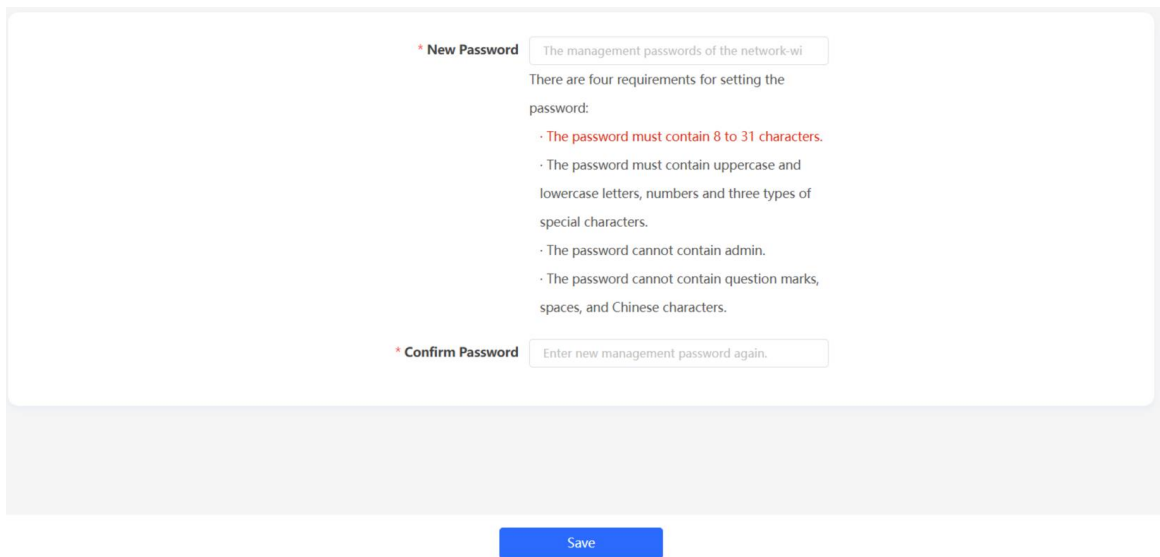 * New Password
The management passwords of the network-wi
There are four requirements for setting the
password:
· The password must contain 8 to 31 characters.
· The password must contain uppercase and
lowercase letters, numbers and three types of
special characters.
· The password cannot contain admin.
· The password cannot contain question marks,
spaces, and Chinese characters.
* Confirm Password
Enter new management password again.
Save